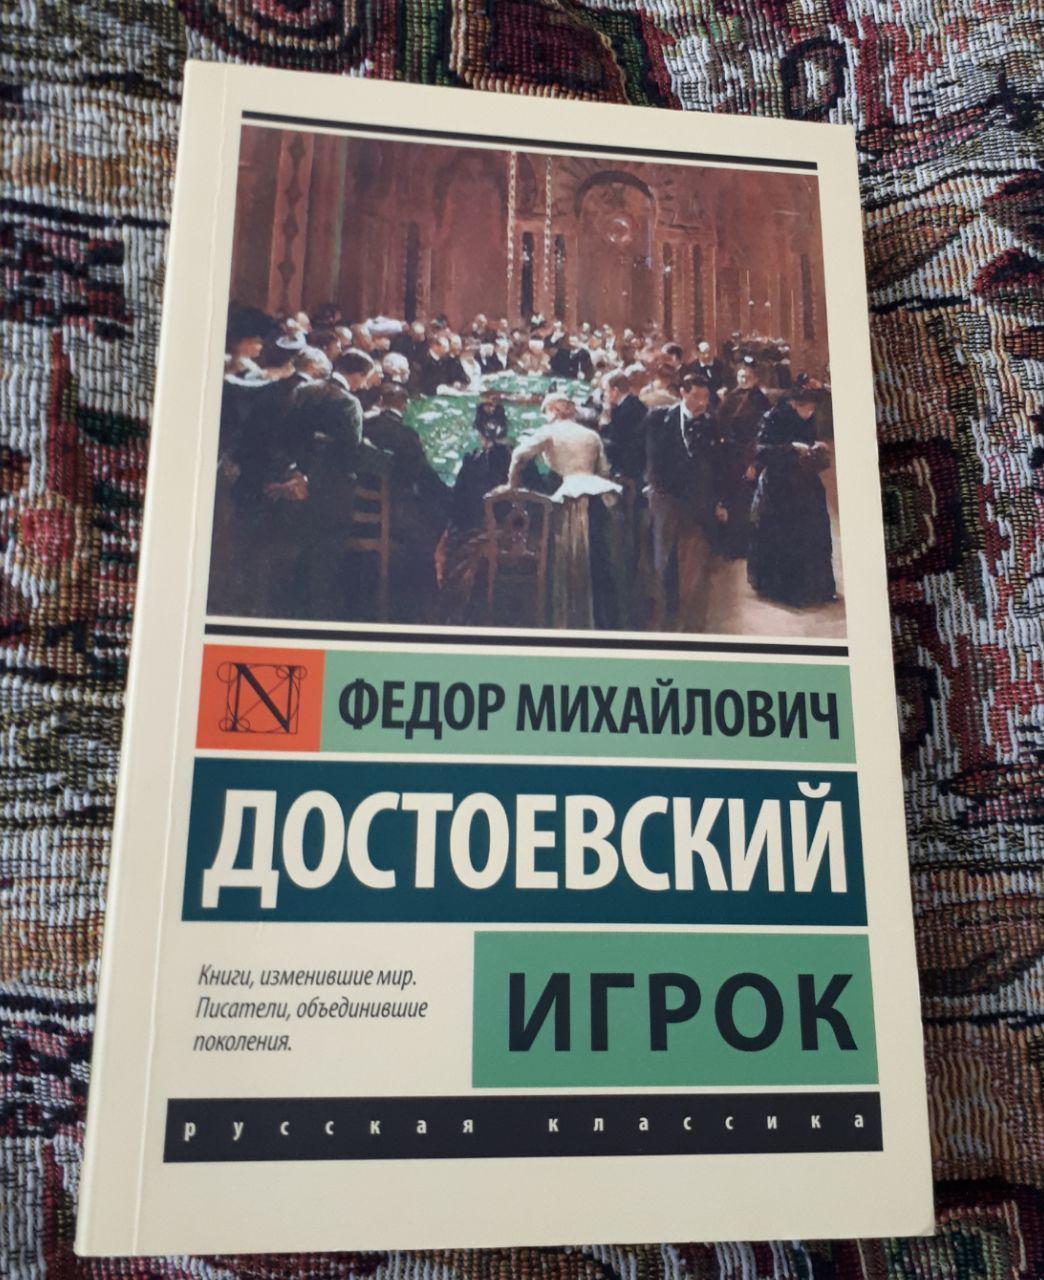 N
ФЕДОР МИХАЙЛОВИЧ
ДОСТОЕВСКИЙ
Книги, изменившие мир.
Писатели, объединившие
поколения.
ИГРОК
русская классика